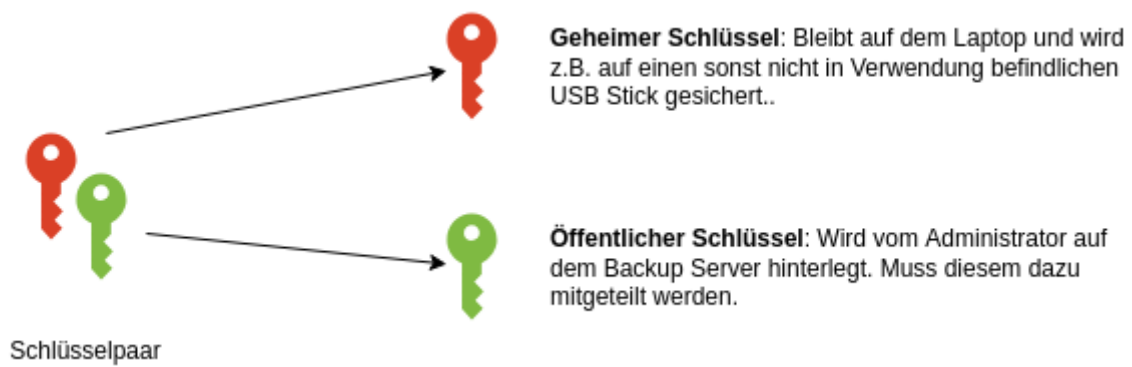 Geheimer Schlüssel: Bleibt auf dem Laptop und wird
z.B. auf einen sonst nicht in Verwendung befindlichen
USB Stick gesichert..
Öffentlicher Schlüssel: Wird vom Administrator auf
dem Backup Server hinterlegt. Muss diesem dazu
mitgeteilt werden.
Schlüsselpaar